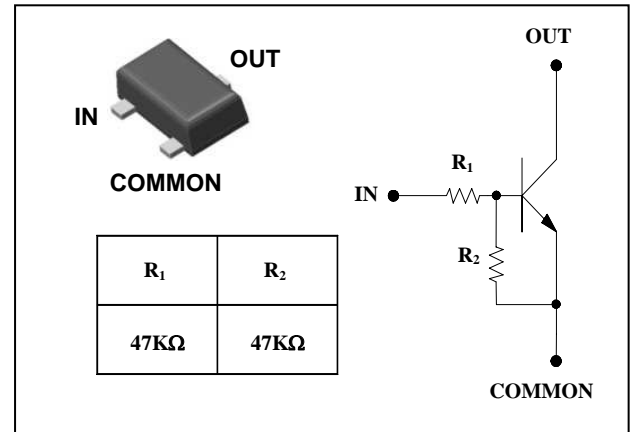 OUT
IN
COMMON
R₁ R₂
47KΩ 47KΩ
OUT
R₁
IN
R₂
COMMON